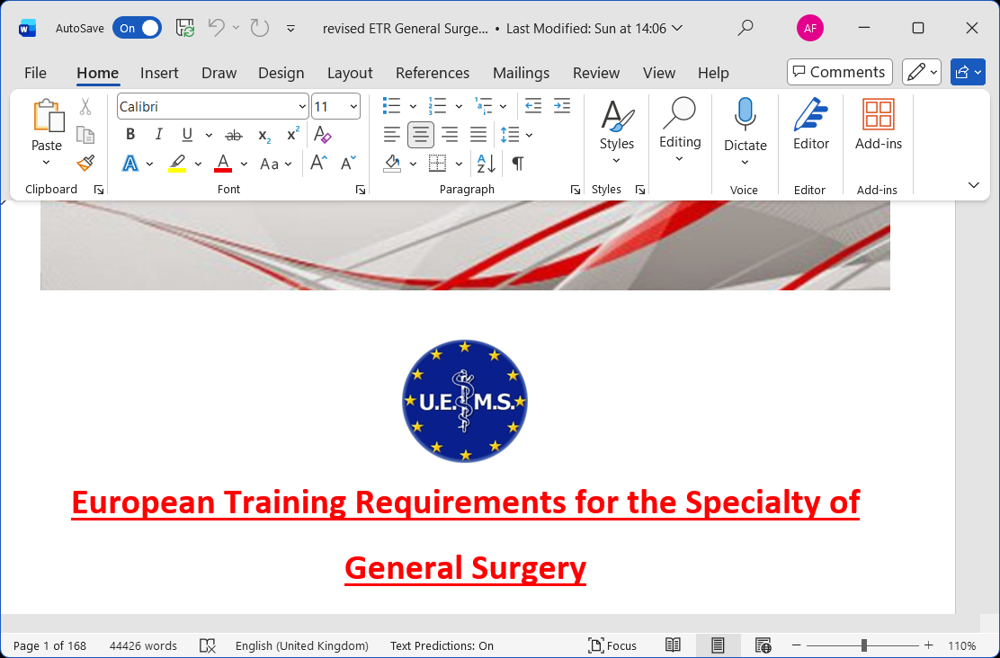 AutoSave On revised ETR General Surge... • Last Modified: Sun at 14:06 AF
File Home Insert Draw Design Layout References Mailings Review View Help Comments
Calibri 11
Paste Styles Editing Dictate Editor Add-ins
Clipboard Font Paragraph Styles Voice Editor Add-ins
U.E. M.S.
European Training Requirements for the Specialty of
General Surgery
Page 1 of 168 44426 words English (United Kingdom) Text Predictions: On Focus 110%